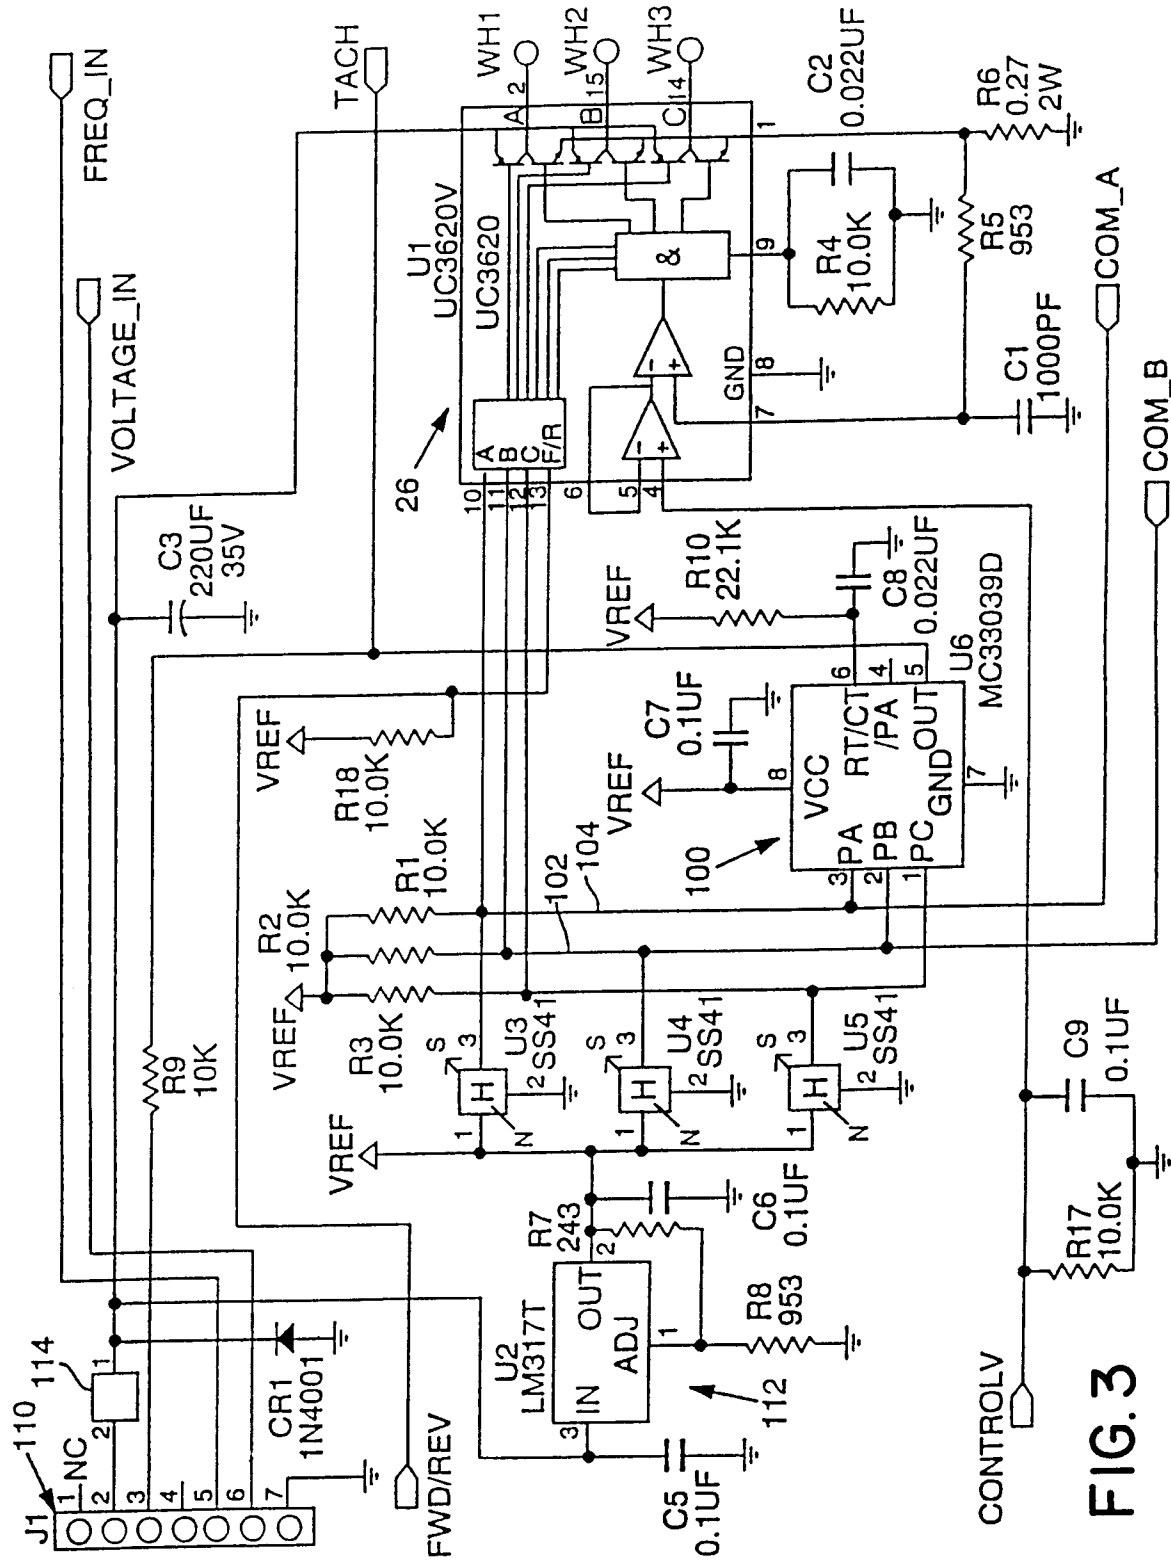 FREQ_IN
VOLTAGE_IN
TACH
J1
110
114
1
NC
2
3
4
5
6
7
2
1
CR1
1N4001
C3
220UF
35V
R9
10K
FWD/REV
VREF
R18
10.0K
VREF
R2
10.0K
R1
10.0K
R3
10.0K
VREF
102
104
U3
SS41
S
H
N
1
2
3
U4
SS41
S
H
N
1
2
3
U5
SS41
S
H
N
1
2
3
U2
LM317T
IN
OUT
ADJ
3
2
1
112
R7
243
R8
953
C5
0.1UF
C6
0.1UF
26
U1
UC3620V
UC3620
A
B
C
F/R
10
11
12
13
6
5
4
-
+
-
+
&
A
2
B
15
C
14
1
9
GND
8
7
WH1
WH2
WH3
C2
0.022UF
R4
10.0K
R6
0.27
2W
R5
953
C1
1000PF
COM_A
COM_B
VREF
R10
22.1K
C8
0.022UF
VREF
C7
0.1UF
100
U6
MC33039D
VCC
8
RT/CT
6
/PA
4
OUT
5
GND
7
PA
3
PB
2
PC
1
CONTROLV
R17
10.0K
C9
0.1UF
FIG. 3